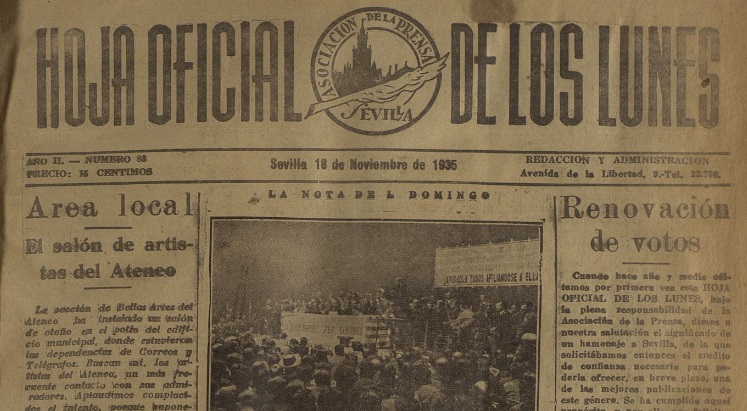 HOJA OFICIAL DE LOS LUNES
ASOCIACION DE LA PRENSA
SEVILLA
AÑO II. — NUMERO 83
PRECIO: 15 CENTIMOS
Sevilla 18 de Noviembre de 1935
REDACCION Y ADMINISTRACION
Avenida de la Libertad,
Area local
El salón de artis-
tas del Ateneo
La sección de Bellas Artes del
Ateneo ha instalado un salón
de otoño en el patio del edifi-
cio municipal, donde estuvieron
las dependencias de Correos y
Telégrafos. Buscan así, los ar-
tistas del Ateneo, un más fre-
cuente contacto con sus admi-
radores. Aplaudimos complaci-
dos el intento, porque supone-
LA NOTA DEL DOMINGO
TODOS AFILIANDOSE A ELLA
Renovación
de votos
Cuando hace año y medio edi-
tamos por primera vez esta HOJA
OFICIAL DE LOS LUNES, bajo
la plena responsabilidad de la
Asociación de la Prensa, dimos a
nuestra salutación el significado de
un homenaje a Sevilla, de la que
solicitábamos entonces el crédito
de confianza necesario para po-
derla ofrecer, en breve plazo, una
de las mejores publicaciones de
este género. Se ha cumplido aquel